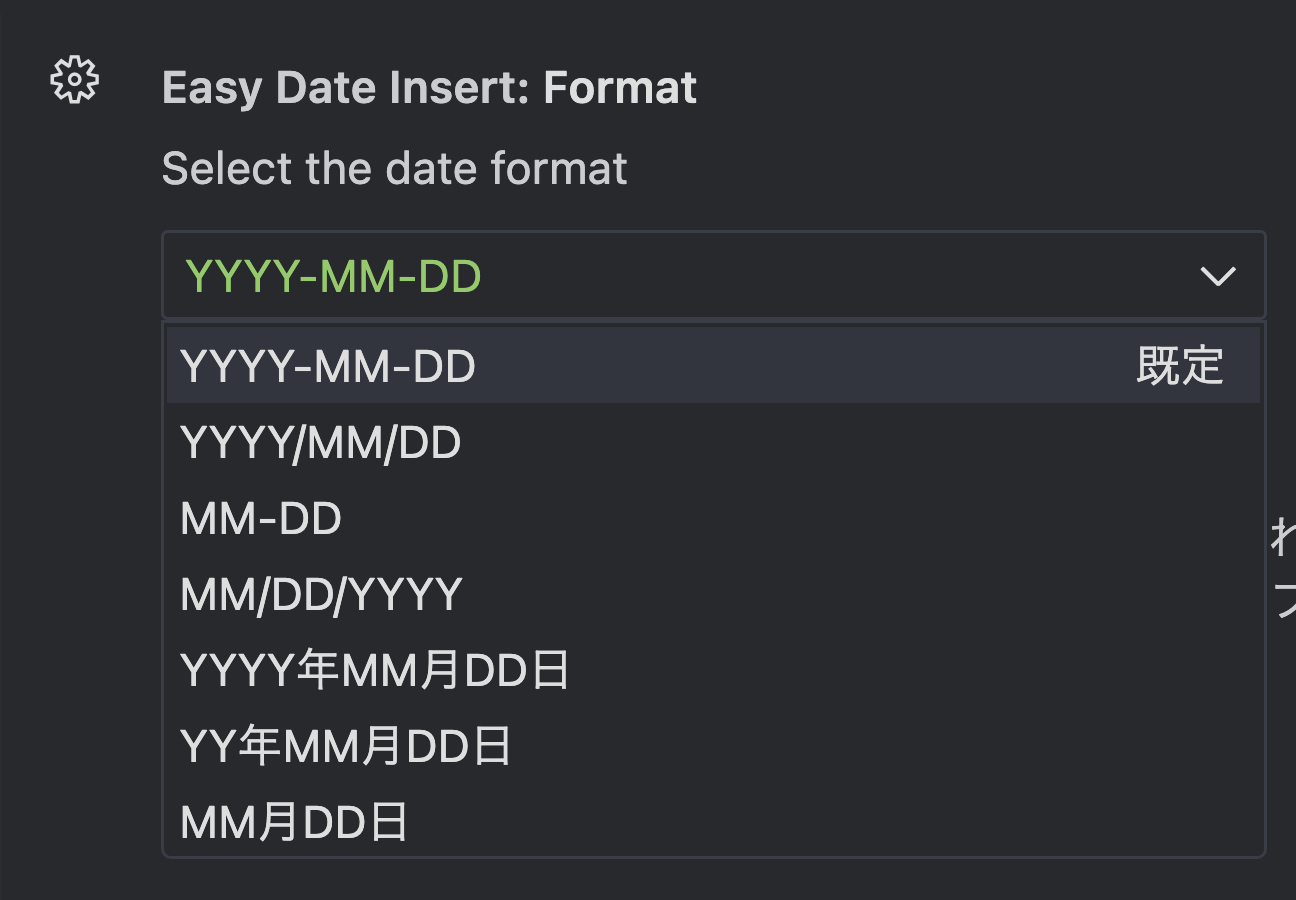 Easy Date Insert: Format
Select the date format
YYYY-MM-DD
YYYY-MM-DD 既定
YYYY/MM/DD
MM-DD
MM/DD/YYYY
YYYY年MM月DD日
YY年MM月DD日
MM月DD日